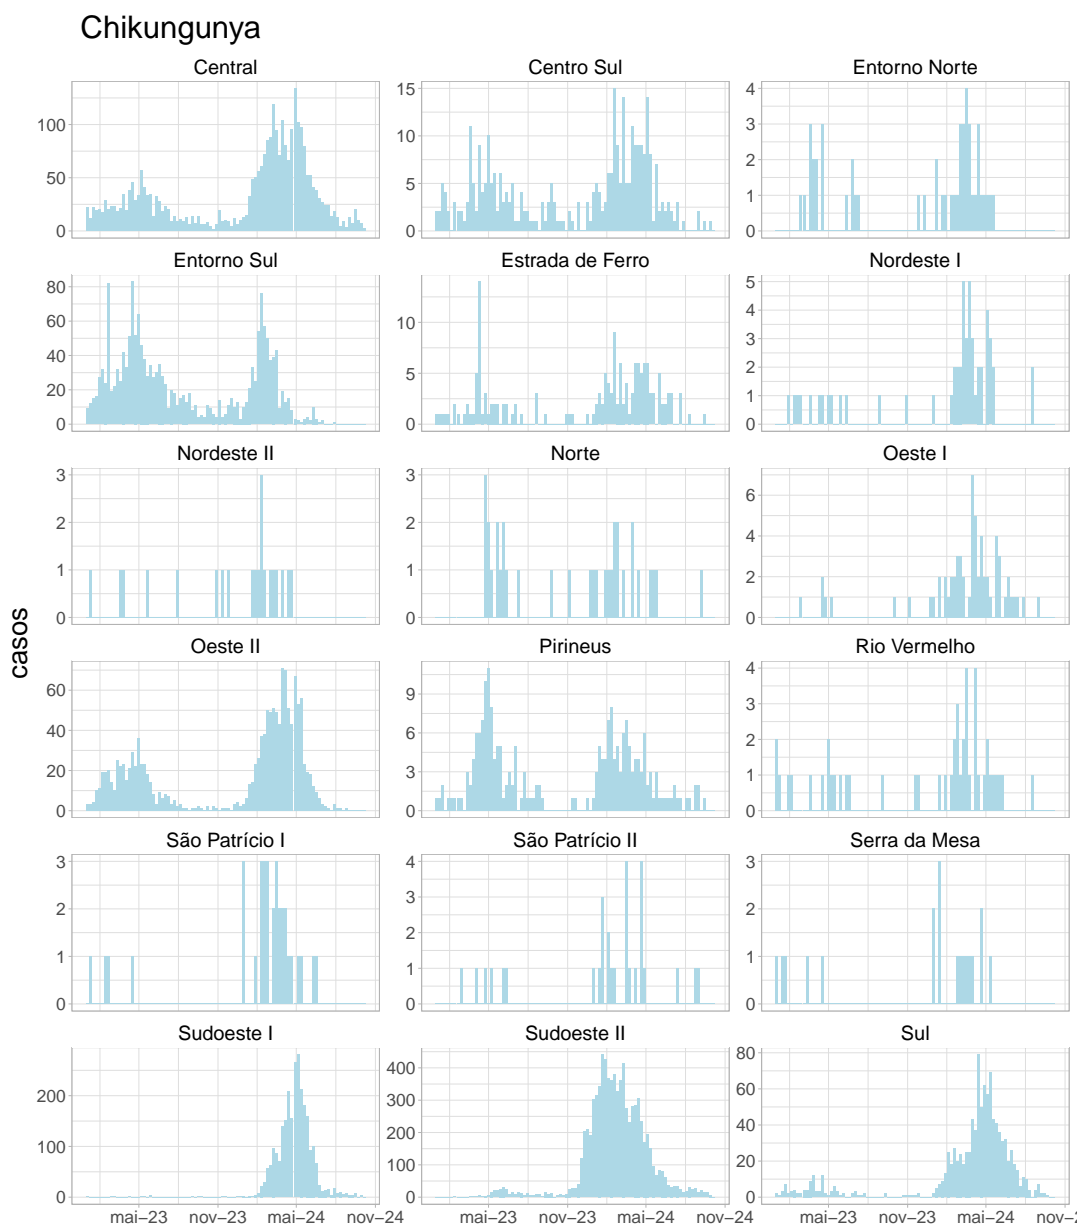 Chikungunya
Central Centro Sul Entorno Norte
100 50 0
15 10 5 0
4 3 2 1 0
Entorno Sul Estrada de Ferro Nordeste I
80 60 40 20 0
10 5 0
5 4 3 2 1 0
Nordeste II Norte Oeste I
3 2 1 0
3 2 1 0
6 4 2 0
casos
Oeste II Pirineus Rio Vermelho
60 40 20 0
9 6 3 0
4 3 2 1 0
São Patrício I São Patrício II Serra da Mesa
3 2 1 0
4 3 2 1 0
3 2 1 0
Sudoeste I Sudoeste II Sul
200 100 0
400 300 200 100 0
80 60 40 20 0
mai–23 nov–23 mai–24 nov–24 mai–23 nov–23 mai–24 nov–24 mai–23 nov–23 mai–24 nov–2